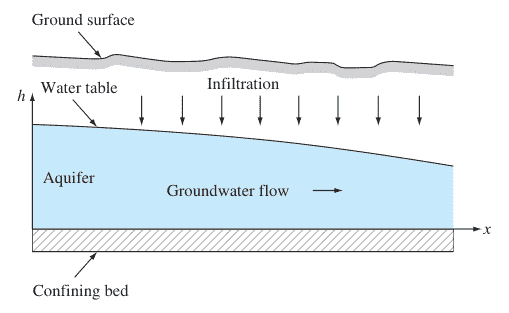 Ground surface
Water table
Infiltration
h
Aquifer
Groundwater flow
x
Confining bed